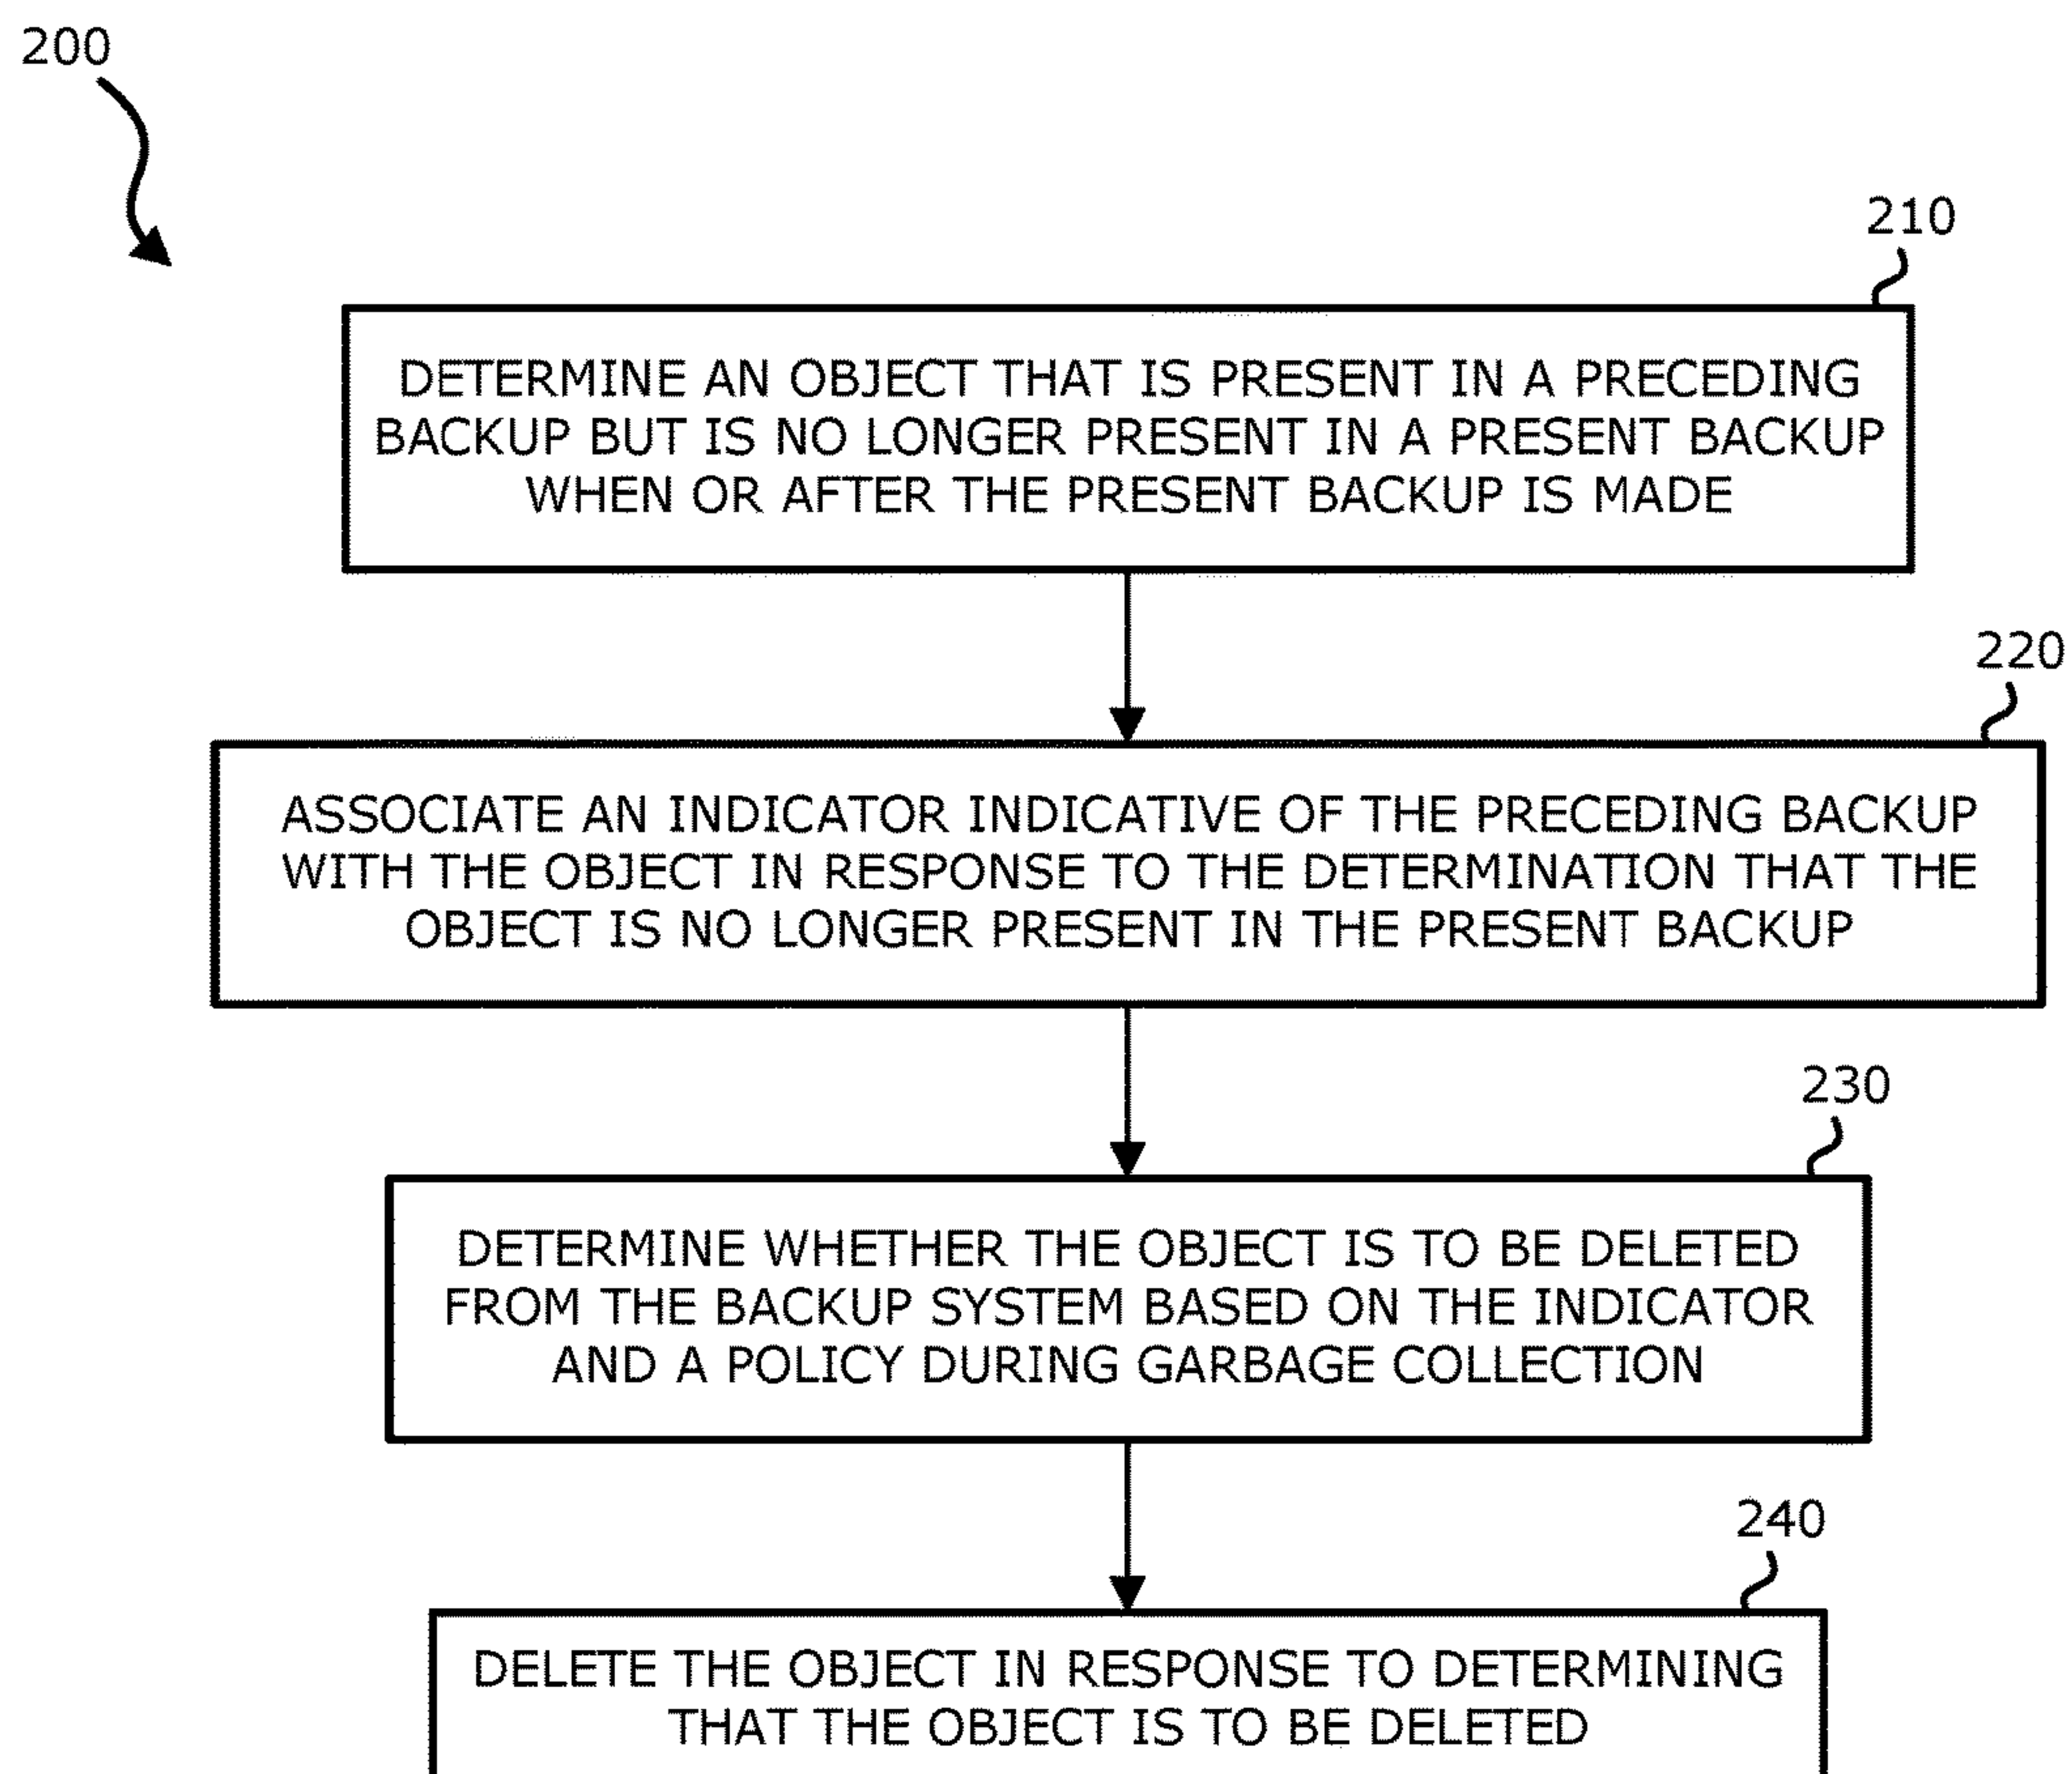 200
210
DETERMINE AN OBJECT THAT IS PRESENT IN A PRECEDING
BACKUP BUT IS NO LONGER PRESENT IN A PRESENT BACKUP
WHEN OR AFTER THE PRESENT BACKUP IS MADE
220
ASSOCIATE AN INDICATOR INDICATIVE OF THE PRECEDING BACKUP
WITH THE OBJECT IN RESPONSE TO THE DETERMINATION THAT THE
OBJECT IS NO LONGER PRESENT IN THE PRESENT BACKUP
230
DETERMINE WHETHER THE OBJECT IS TO BE DELETED
FROM THE BACKUP SYSTEM BASED ON THE INDICATOR
AND A POLICY DURING GARBAGE COLLECTION
240
DELETE THE OBJECT IN RESPONSE TO DETERMINING
THAT THE OBJECT IS TO BE DELETED